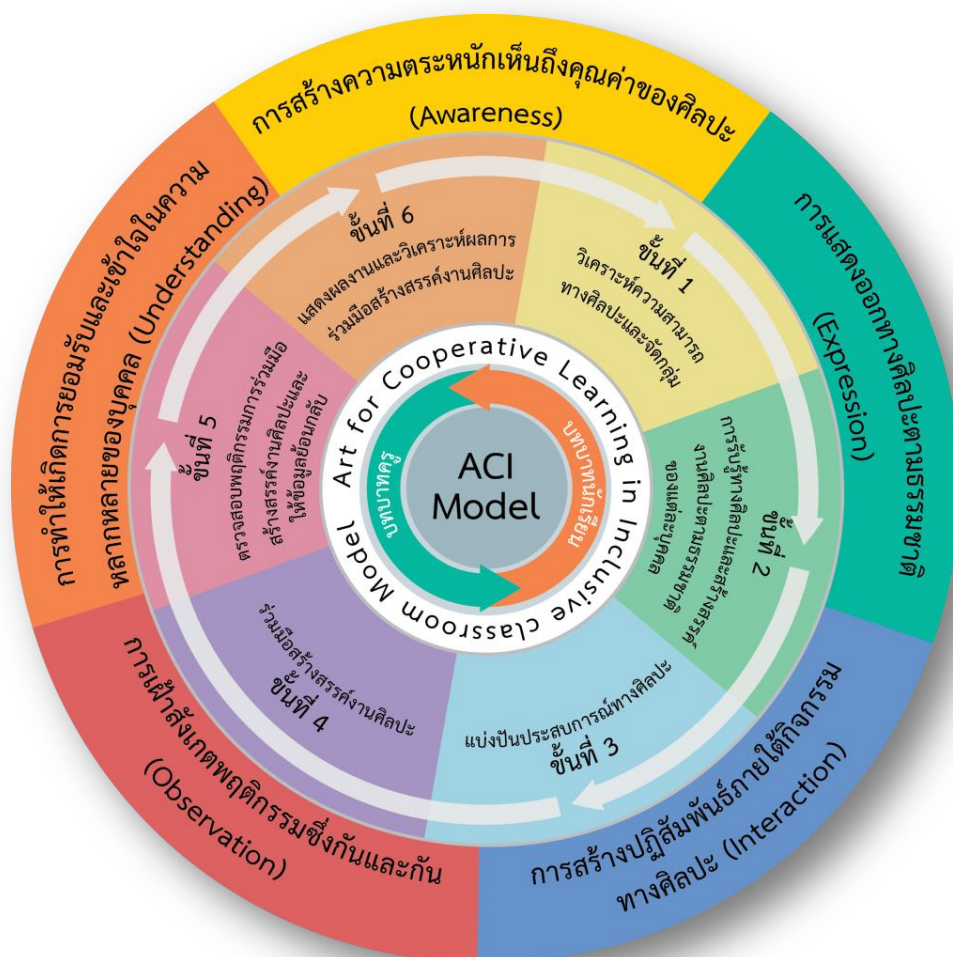 การสร้างความตระหนักเห็นถึงคุณค่าของศิลปะ
(Awareness)
การแสดงออกทางศิลปะตามธรรมชาติ
(Expression)
การสร้างปฏิสัมพันธ์ภายใต้กิจกรรม
ทางศิลปะ (Interaction)
การเฝ้าสังเกตพฤติกรรมซึ่งกันและกัน
(Observation)
การทำให้เกิดการยอมรับและเข้าใจในความ
หลากหลายของบุคคล (Understanding)
ขั้นที่ 1
วิเคราะห์ความสามารถ
ทางศิลปะและจัดกลุ่ม
ขั้นที่ 2
การรับรู้ทางศิลปะและสร้างสรรค์
งานศิลปะตามธรรมชาติ
ของแต่ละบุคคล
แบ่งปันประสบการณ์ทางศิลปะ
ขั้นที่ 3
ร่วมมือสร้างสรรค์งานศิลปะ
ขั้นที่ 4
ขั้นที่ 5
ตรวจสอบพฤติกรรมการร่วมมือ
สร้างสรรค์งานศิลปะและ
ให้ข้อมูลย้อนกลับ
ขั้นที่ 6
แสดงผลงานและวิเคราะห์ผลการ
ร่วมมือสร้างสรรค์งานศิลปะ
Art for Cooperative Learning in Inclusive classroom Model
บทบาทครู
บทบาทนักเรียน
ACI
Model